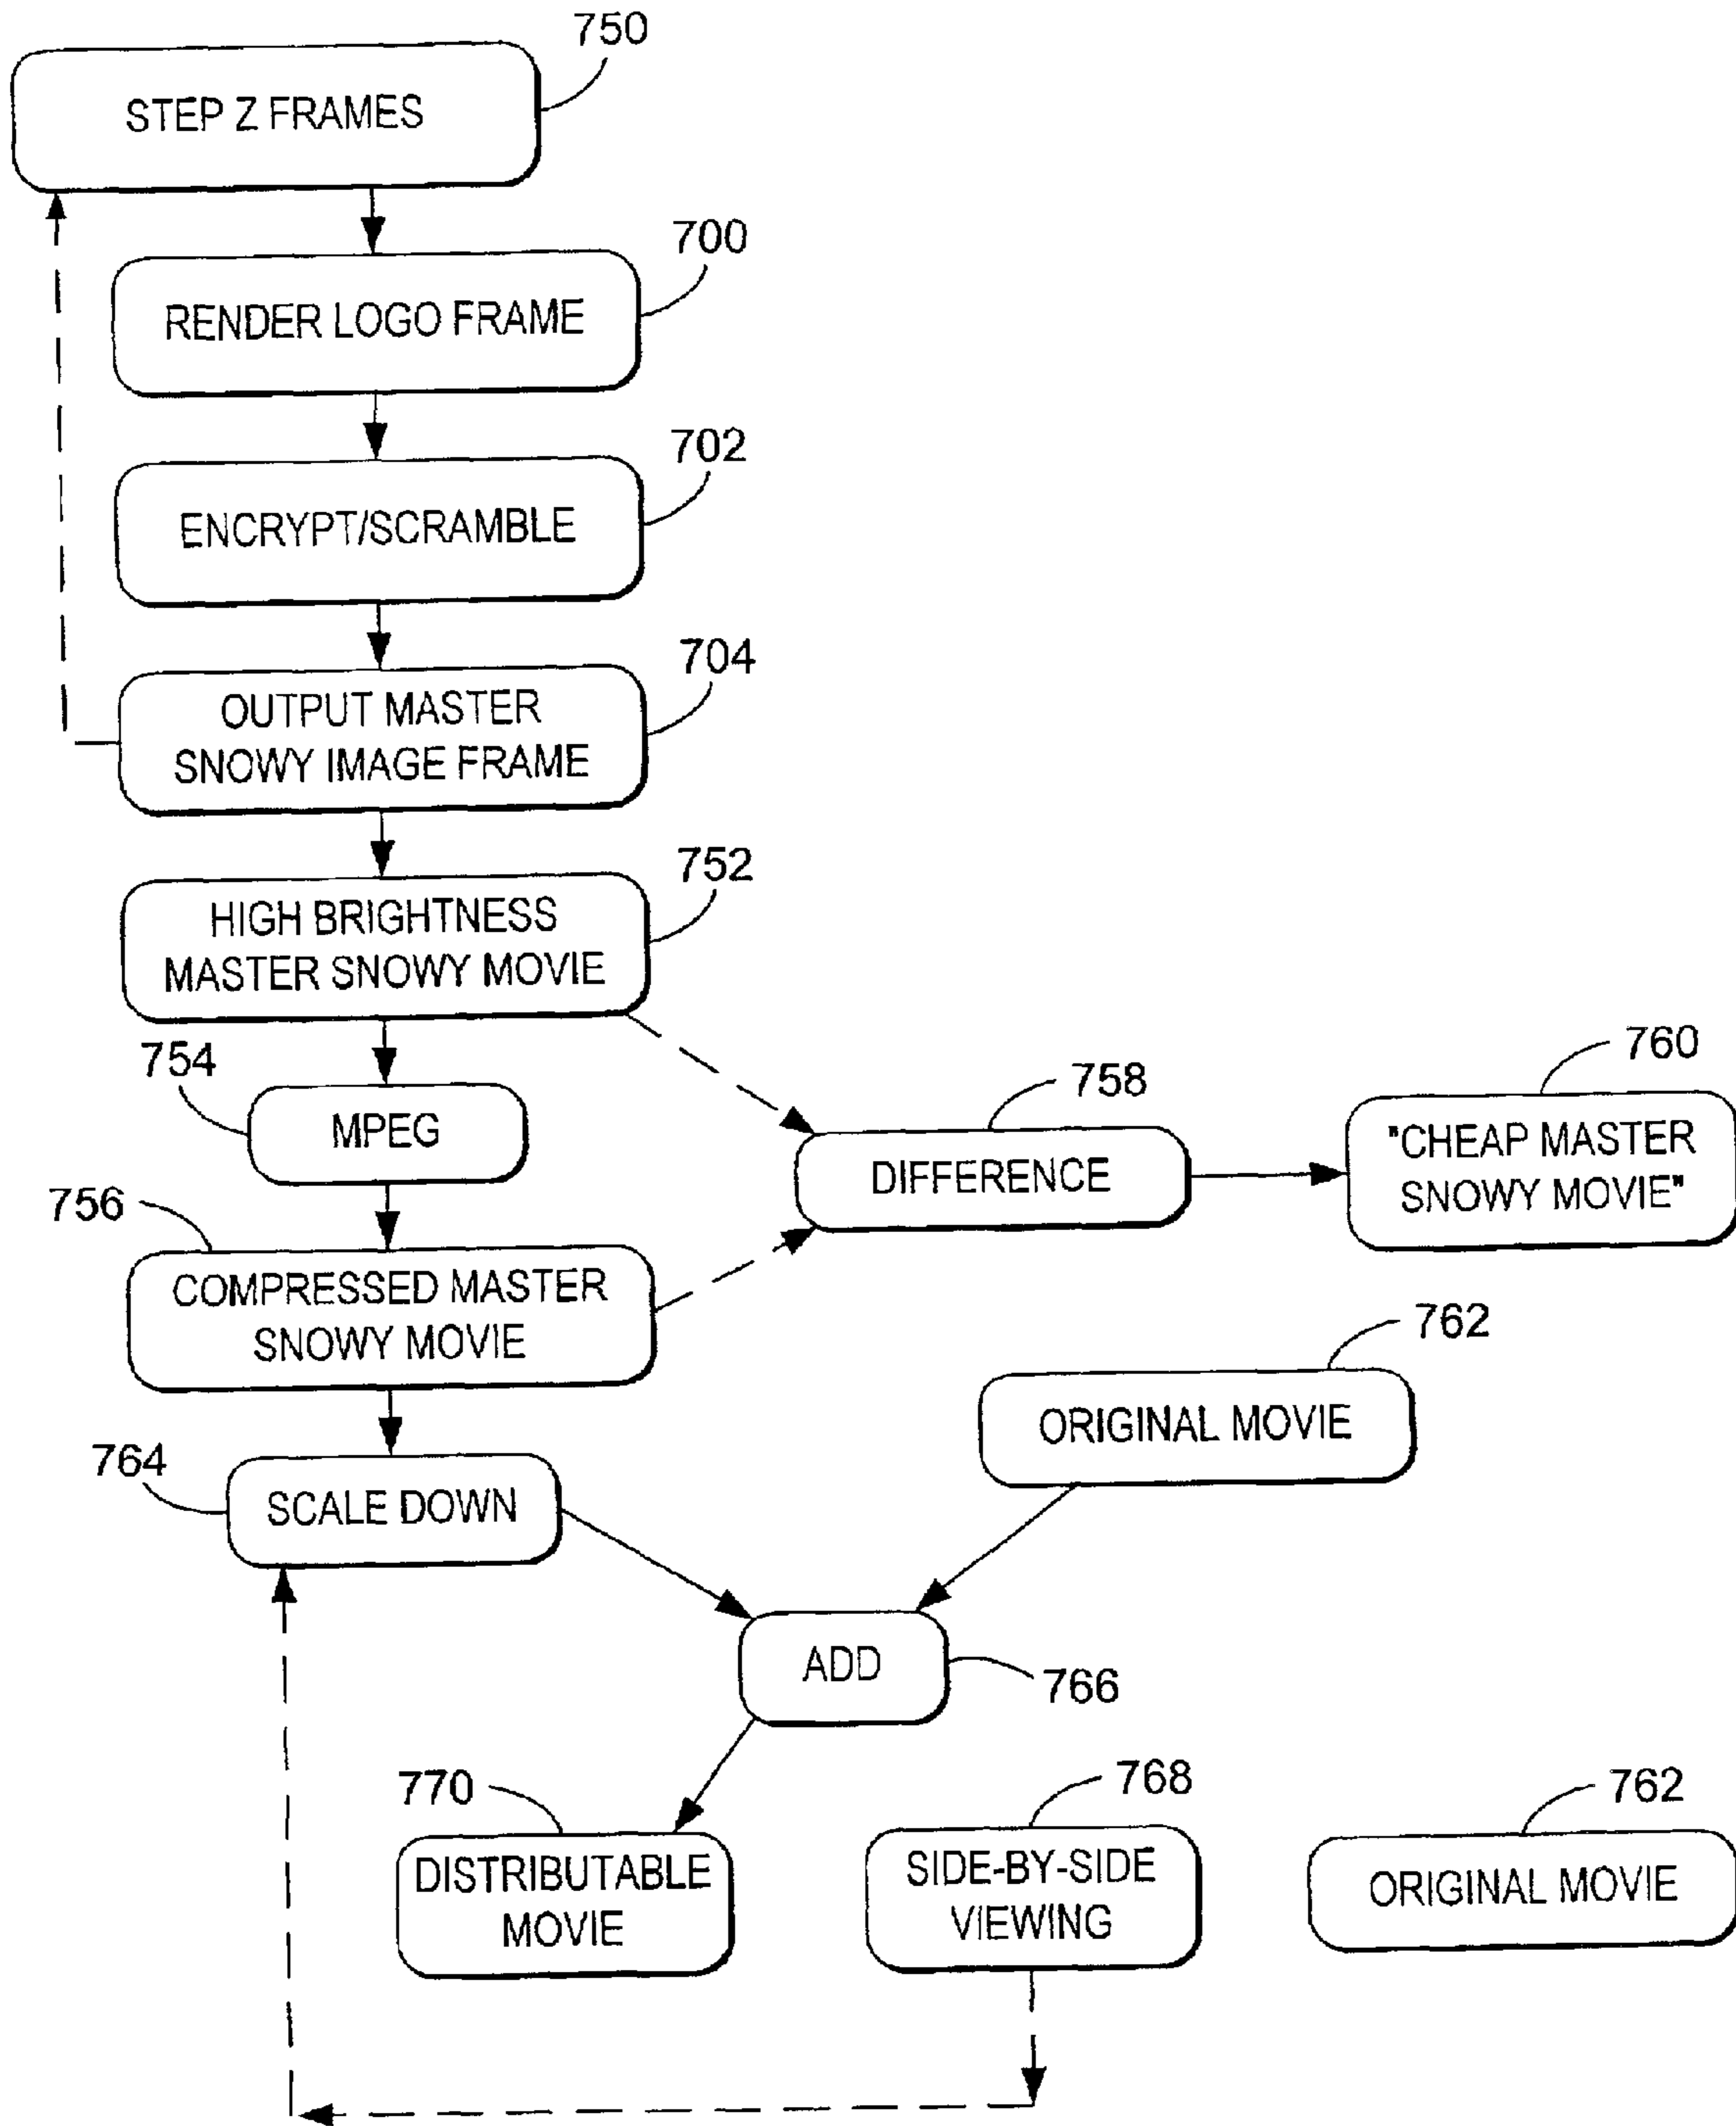 750
STEP Z FRAMES
700
RENDER LOGO FRAME
702
ENCRYPT/SCRAMBLE
704
OUTPUT MASTER
SNOWY IMAGE FRAME
752
HIGH BRIGHTNESS
MASTER SNOWY MOVIE
754
MPEG
758
DIFFERENCE
760
"CHEAP MASTER
SNOWY MOVIE"
756
COMPRESSED MASTER
SNOWY MOVIE
762
ORIGINAL MOVIE
764
SCALE DOWN
ADD
766
770
DISTRIBUTABLE
MOVIE
768
SIDE-BY-SIDE
VIEWING
762
ORIGINAL MOVIE